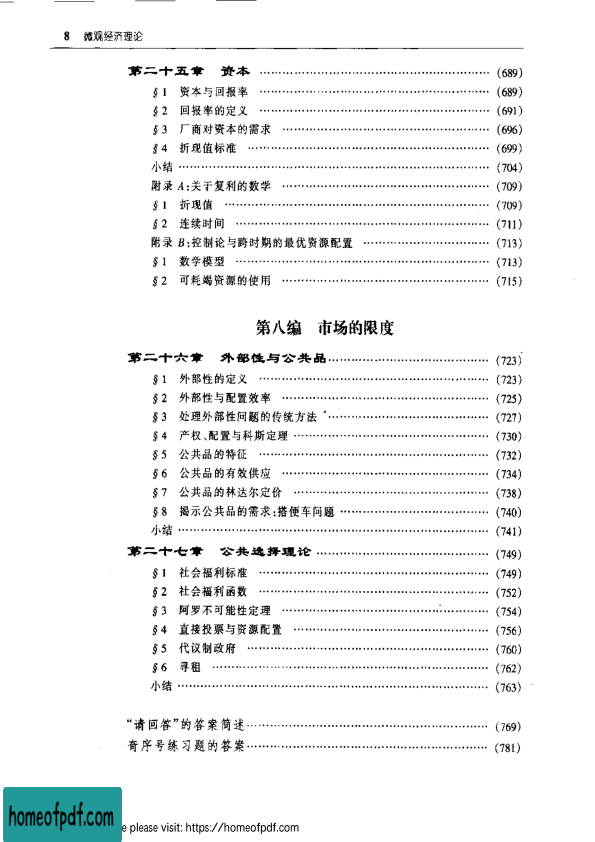 8 微观经济理论
第二十五章 资本 …………………………………………… (689)
§1 资本与回报率 …………………………………………… (689)
§2 回报率的定义 …………………………………………… (691)
§3 厂商对资本的需求 …………………………………………… (696)
§4 折现值标准 …………………………………………… (699)
小结 …………………………………………… (704)
附录 A:关于复利的数学 …………………………………………… (709)
§1 折现值 …………………………………………… (709)
§2 连续时间 …………………………………………… (711)
附录 B:控制论与跨时期的最优资源配置 …………………………………………… (713)
§1 数学模型 …………………………………………… (713)
§2 可耗竭资源的使用 …………………………………………… (715)
第八编 市场的限度
第二十六章 外部性与公共品 …………………………………………… (723)
§1 外部性的定义 …………………………………………… (723)
§2 外部性与配置效率 …………………………………………… (725)
§3 处理外部性问题的传统方法 …………………………………………… (727)
§4 产权、配置与科斯定理 …………………………………………… (730)
§5 公共品的特征 …………………………………………… (732)
§6 公共品的有效供应 …………………………………………… (734)
§7 公共品的林达尔定价 …………………………………………… (738)
§8 揭示公共品的需求:搭便车问题 …………………………………………… (740)
小结 …………………………………………… (741)
第二十七章 公共选择理论 …………………………………………… (749)
§1 社会福利标准 …………………………………………… (749)
§2 社会福利函数 …………………………………………… (752)
§3 阿罗不可能性定理 …………………………………………… (754)
§4 直接投票与资源配置 …………………………………………… (756)
§5 代议制政府 …………………………………………… (760)
§6 寻租 …………………………………………… (762)
小结 …………………………………………… (763)
“请回答”的答案简述 …………………………………………… (769)
奇序号练习题的答案 …………………………………………… (781)
homeofpdf.com
e please visit: https://homeofpdf.com